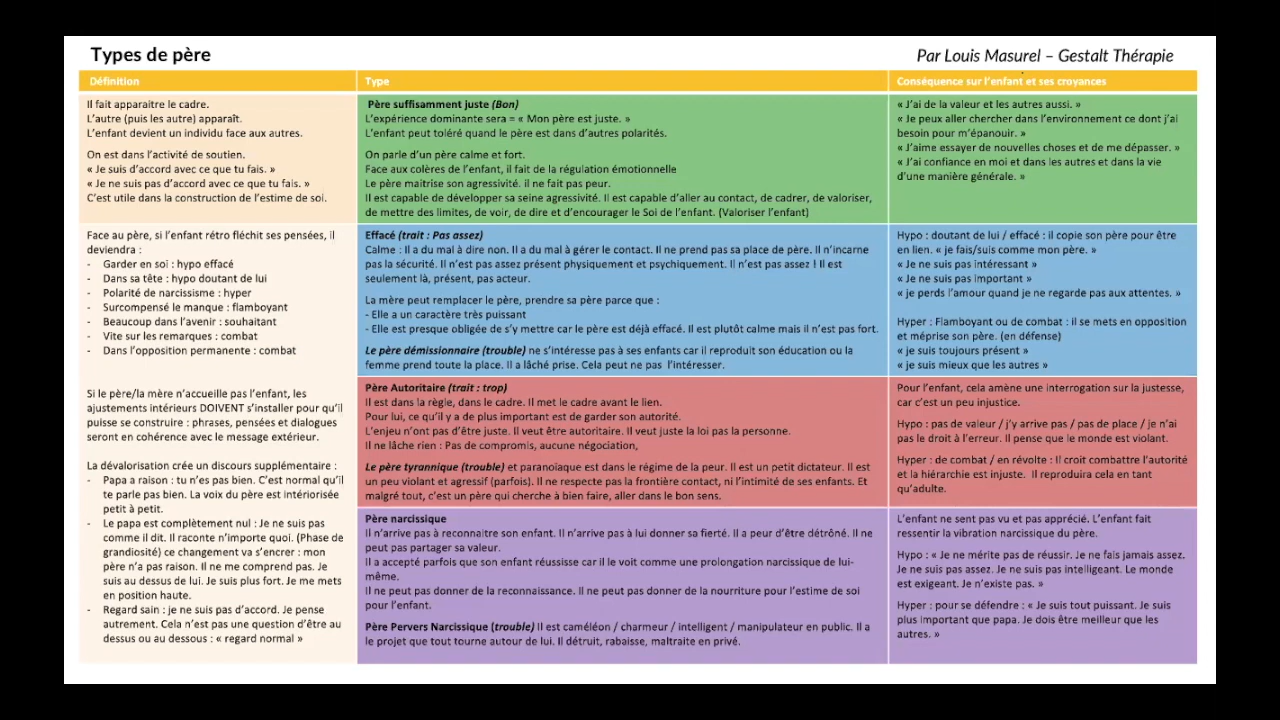 Types de père
Par Louis Masurel – Gestalt Thérapie
Définition
Type
Conséquence sur l'enfant et ses croyances
Il fait apparaitre le cadre.
L'autre (puis les autre) apparaît.
L'enfant devient un individu face aux autres.
On est dans l'activité de soutien.
« Je suis d'accord avec ce que tu fais. »
« Je ne suis pas d'accord avec ce que tu fais. »
C'est utile dans la construction de l'estime de soi.
Père suffisamment juste (Bon)
L'expérience dominante sera = « Mon père est juste. »
L'enfant peut toléré quand le père est dans d'autres polarités.
On parle d'un père calme et fort.
Face aux colères de l'enfant, il fait de la régulation émotionnelle
Le père maitrise son agressivité. il ne fait pas peur.
Il est capable de développer sa seine agressivité. Il est capable d'aller au contact, de cadrer, de valoriser,
de mettre des limites, de voir, de dire et d'encourager le Soi de l'enfant. (Valoriser l'enfant)
« J'ai de la valeur et les autres aussi. »
« Je peux aller chercher dans l'environnement ce dont j'ai
besoin pour m'épanouir. »
« J'aime essayer de nouvelles choses et de me dépasser. »
« J'ai confiance en moi et dans les autres et dans la vie
d'une manière générale. »
Face au père, si l'enfant rétro fléchit ses pensées, il
deviendra :
- Garder en soi : hypo effacé
- Dans sa tête : hypo doutant de lui
- Polarité de narcissisme : hyper
- Surcompensé le manque : flamboyant
- Beaucoup dans l'avenir : souhaitant
- Vite sur les remarques : combat
- Dans l'opposition permanente : combat
Effacé (trait : Pas assez)
Calme : Il a du mal à dire non. Il a du mal à gérer le contact. Il ne prend pas sa place de père. Il n'incarne
pas la sécurité. Il n'est pas assez présent physiquement et psychiquement. Il n'est pas assez ! Il est
seulement là, présent, pas acteur.
La mère peut remplacer le père, prendre sa père parce que :
- Elle a un caractère très puissant
- Elle est presque obligée de s'y mettre car le père est déjà effacé. Il est plutôt calme mais il n'est pas fort.
Le père démissionnaire (trouble) ne s'intéresse pas à ses enfants car il reproduit son éducation ou la
femme prend toute la place. Il a lâché prise. Cela peut ne pas l'intéresser.
Hypo : doutant de lui / effacé : il copie son père pour être
en lien. « je fais/suis comme mon père. »
« Je ne suis pas intéressant »
« Je ne suis pas important »
« je perds l'amour quand je ne regarde pas aux attentes. »
Hyper : Flamboyant ou de combat : il se mets en opposition
et méprise son père. (en défense)
« je suis toujours présent »
« je suis mieux que les autres »
Si le père/la mère n'accueille pas l'enfant, les
ajustements intérieurs DOIVENT s'installer pour qu'il
puisse se construire : phrases, pensées et dialogues
seront en cohérence avec le message extérieur.
La dévalorisation crée un discours supplémentaire :
- Papa a raison : tu n'es pas bien. C'est normal qu'il
te parle pas bien. La voix du père est intériorisée
petit à petit.
- Le papa est complètement nul : Je ne suis pas
comme il dit. Il raconte n'importe quoi. (Phase de
grandiosité) ce changement va s'encrer : mon
père n'a pas raison. Il ne me comprend pas. Je
suis au dessus de lui. Je suis plus fort. Je me mets
en position haute.
- Regard sain : je ne suis pas d'accord. Je pense
autrement. Cela n'est pas une question d'être au
dessus ou au dessous : « regard normal »
Père Autoritaire (trait : trop)
Il est dans la règle, dans le cadre. Il met le cadre avant le lien.
Pour lui, ce qu'il y a de plus important est de garder son autorité.
L'enjeu n'ont pas d'être juste. Il veut être autoritaire. Il veut juste la loi pas la personne.
Il ne lâche rien : Pas de compromis, aucune négociation,
Le père tyrannique (trouble) et paranoïaque est dans le régime de la peur. Il est un petit dictateur. Il est
un peu violant et agressif (parfois). Il ne respecte pas la frontière contact, ni l'intimité de ses enfants. Et
malgré tout, c'est un père qui cherche à bien faire, aller dans le bon sens.
Pour l'enfant, cela amène une interrogation sur la justesse,
car c'est un peu injustice.
Hypo : pas de valeur / j'y arrive pas / pas de place / je n'ai
pas le droit à l'erreur. Il pense que le monde est violant.
Hyper : de combat / en révolte : Il croit combattre l'autorité
et la hiérarchie est injuste. Il reproduira cela en tant
qu'adulte.
Père narcissique
Il n'arrive pas à reconnaitre son enfant. Il n'arrive pas à lui donner sa fierté. Il a peur d'être détrôné. Il ne
peut pas partager sa valeur.
Il a accepté parfois que son enfant réussisse car il le voit comme une prolongation narcissique de lui-
même.
Il ne peut pas donner de la reconnaissance. Il ne peut pas donner de la nourriture pour l'estime de soi
pour l'enfant.
Père Pervers Narcissique (trouble) Il est caméléon / charmeur / intelligent / manipulateur en public. Il a
le projet que tout tourne autour de lui. Il détruit, rabaisse, maltraite en privé.
L'enfant ne sent pas vu et pas apprécié. L'enfant fait
ressentir la vibration narcissique du père.
Hypo : « Je ne mérite pas de réussir. Je ne fais jamais assez.
Je ne suis pas assez. Je ne suis pas intelligeant. Le monde
est exigeant. Je n'existe pas. »
Hyper : pour se défendre : « Je suis tout puissant. Je suis
plus important que papa. Je dois être meilleur que les
autres. »